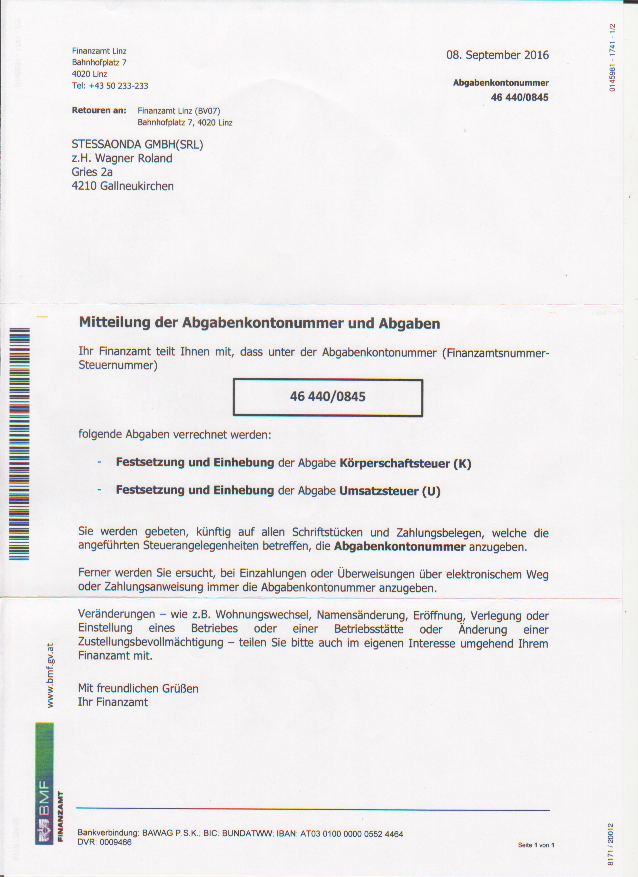 Finanzamt Linz
Bahnhofplatz 7
4020 Linz
Tel: +43 50 233-233
08. September 2016
Abgabenkontonummer
46 440/0845
Retouren an: Finanzamt Linz (BV07)
Bahnhofplatz 7, 4020 Linz
STESSAONDA GMBH(SRL)
z.H. Wagner Roland
Gries 2a
4210 Gallneukirchen
0145981 - 1741 - 1/2
Mitteilung der Abgabenkontonummer und Abgaben
Ihr Finanzamt teilt Ihnen mit, dass unter der Abgabenkontonummer (Finanzamtsnummer-
Steuernummer)
46 440/0845
folgende Abgaben verrechnet werden:
- Festsetzung und Einhebung der Abgabe Körperschaftsteuer (K)
- Festsetzung und Einhebung der Abgabe Umsatzsteuer (U)
Sie werden gebeten, künftig auf allen Schriftstücken und Zahlungsbelegen, welche die
angeführten Steuerangelegenheiten betreffen, die Abgabenkontonummer anzugeben.
Ferner werden Sie ersucht, bei Einzahlungen oder Überweisungen über elektronischem Weg
oder Zahlungsanweisung immer die Abgabenkontonummer anzugeben.
Veränderungen – wie z.B. Wohnungswechsel, Namensänderung, Eröffnung, Verlegung oder
Einstellung eines Betriebes oder einer Betriebsstätte oder Änderung einer
Zustellungsbevollmächtigung – teilen Sie bitte auch im eigenen Interesse umgehend Ihrem
Finanzamt mit.
Mit freundlichen Grüßen
Ihr Finanzamt
www.bmf.gv.at
BMF
FINANZAMT
Bankverbindung: BAWAG P.S.K.; BIC: BUNDATWW; IBAN: AT03 0100 0000 0552 4464
DVR: 0009466
Seite 1 von 1